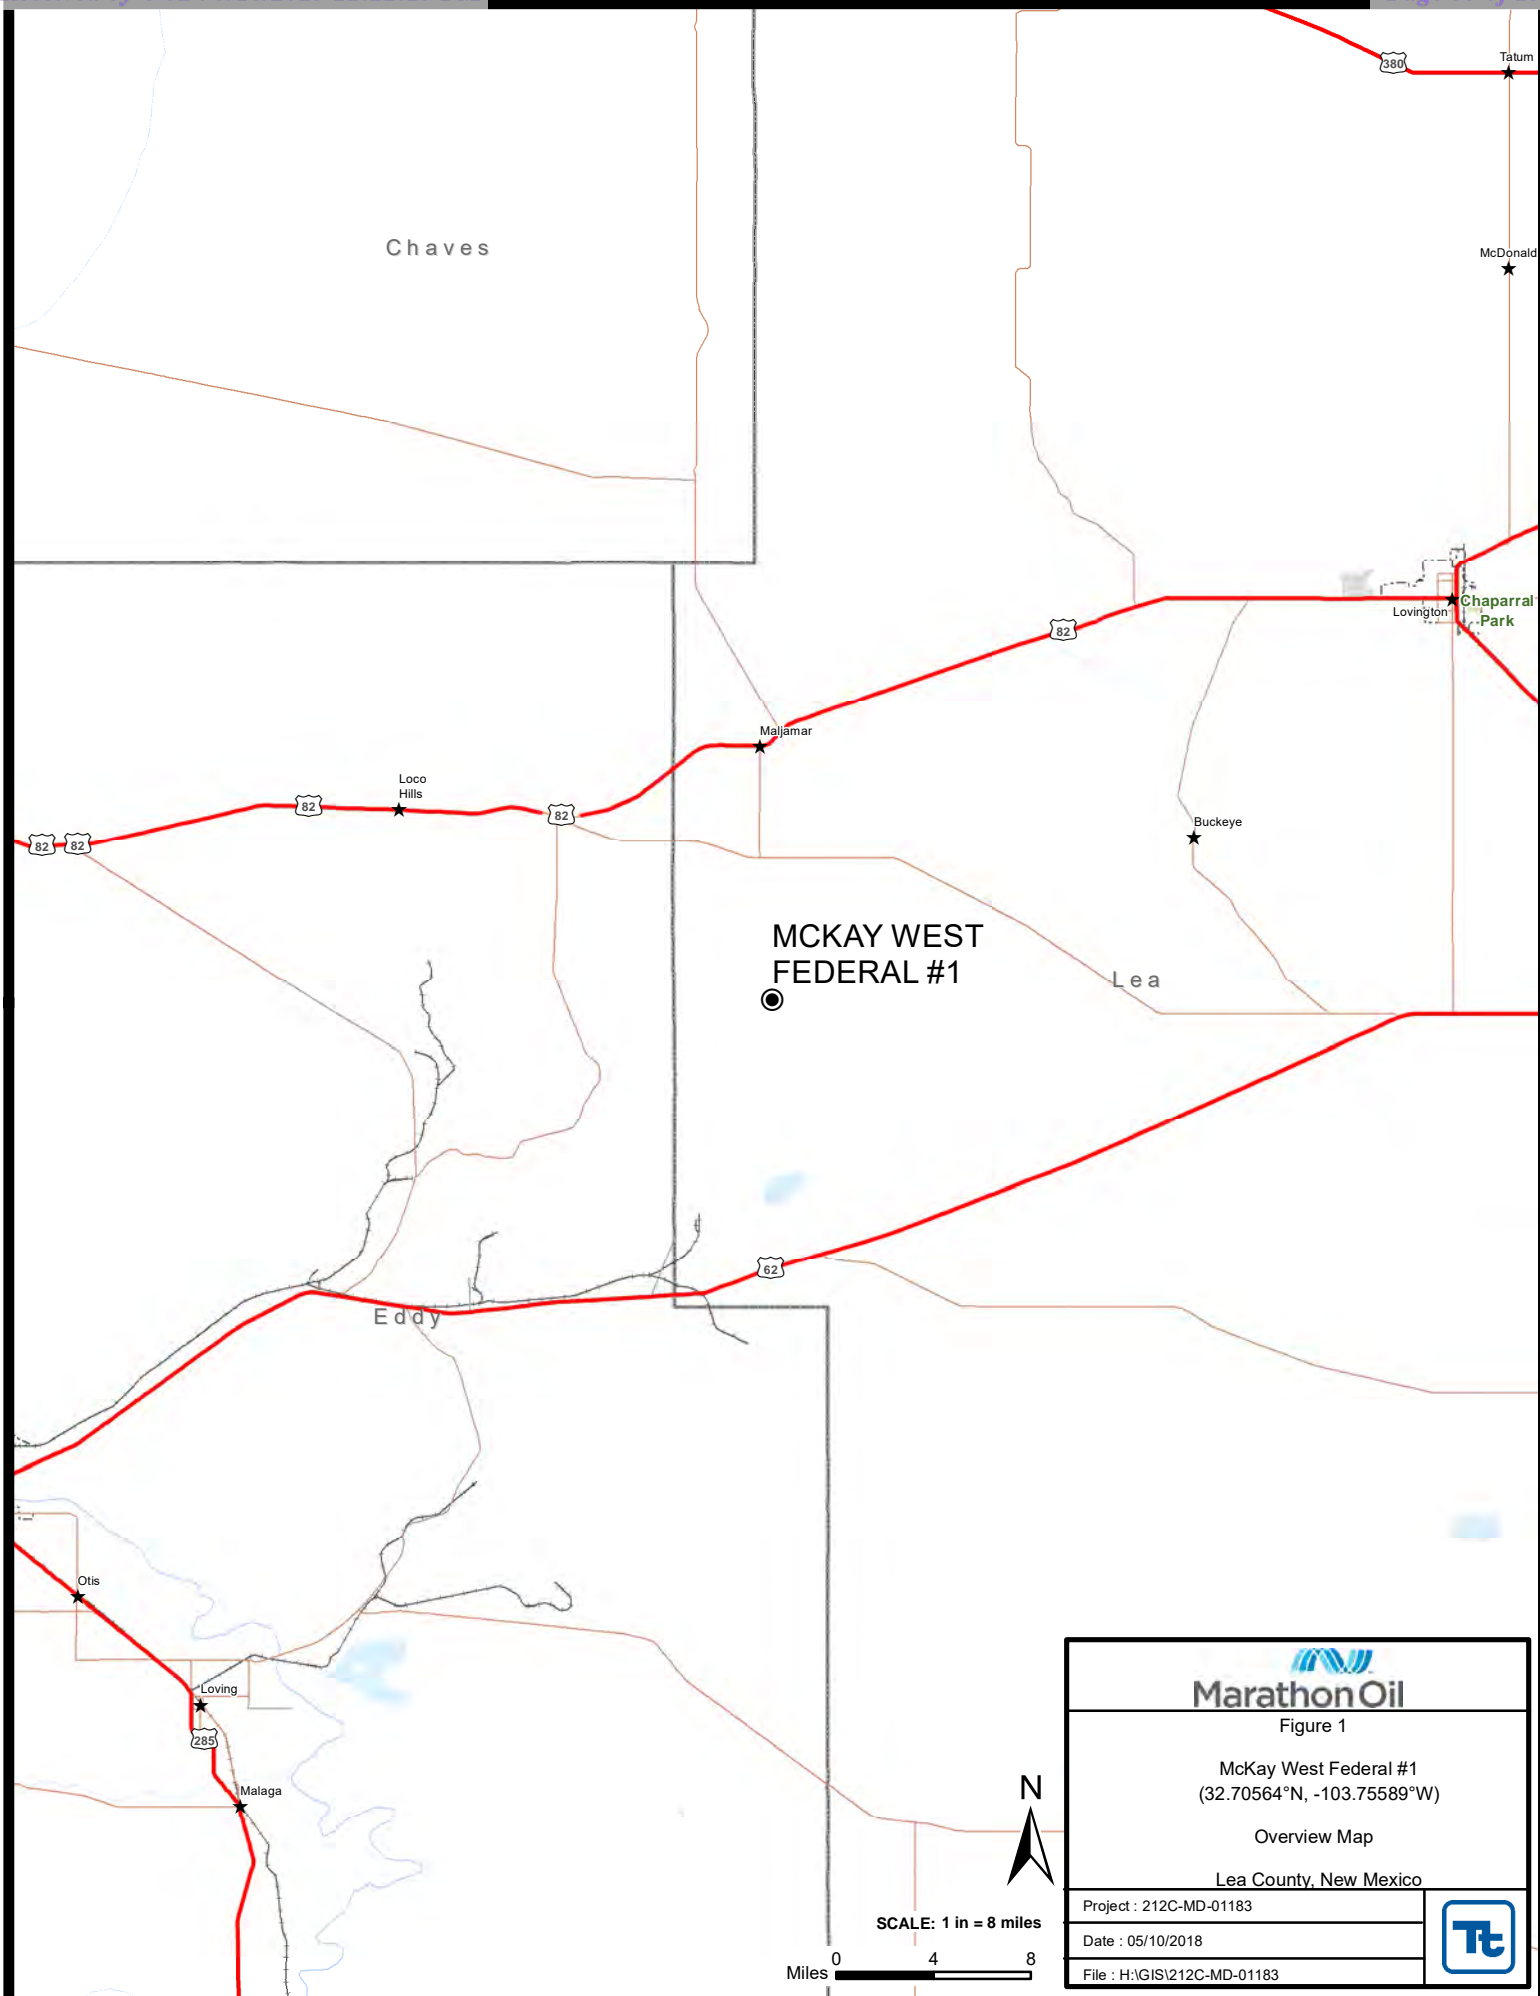 380
Tatum
Chaves
McDonald
Chaparral
Park
Lovington
82
Maljamar
Loco
Hills
82
82
82
82
Buckeye
MCKAY WEST
FEDERAL #1
Lea
62
Eddy
Otis
Loving
285
Malaga
N
SCALE: 1 in = 8 miles
0 4 8
Miles
Marathon Oil
Figure 1
McKay West Federal #1
(32.70564°N, -103.75589°W)
Overview Map
Lea County, New Mexico
Project : 212C-MD-01183
Date : 05/10/2018
File : H:\GIS\212C-MD-01183
Tt